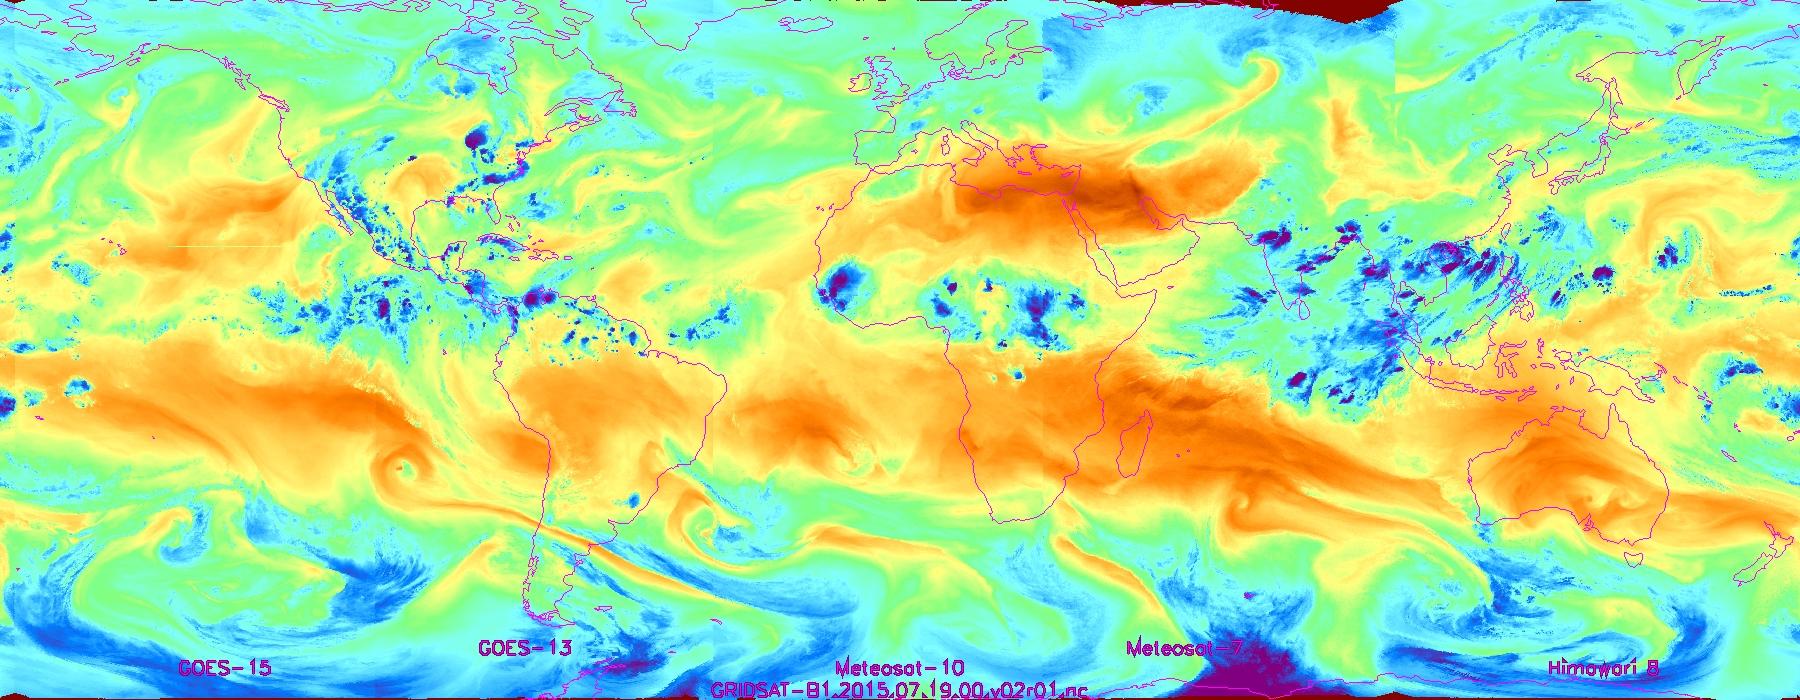 GOES-13
Meteosat-7
GOES-15
Meteosat-10
Himawari 8
GRIDSAT-B1.2015.07.19.00.v02r01.nc